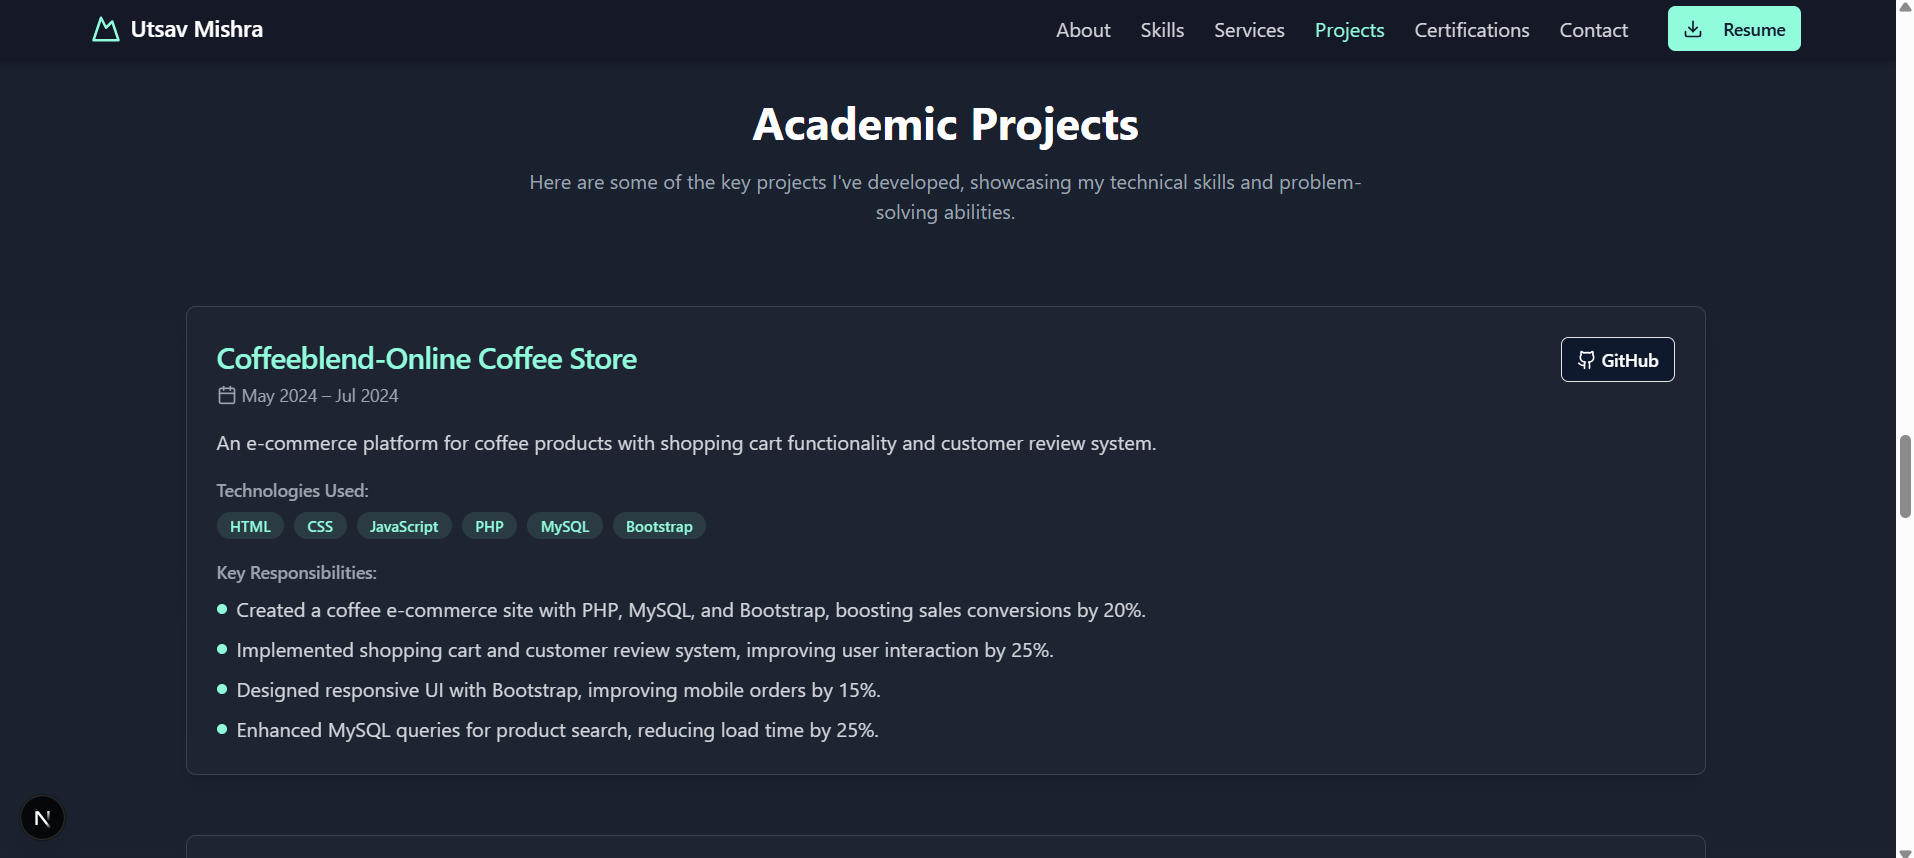 Utsav Mishra
About Skills Services Projects Certifications Contact Resume
Academic Projects
Here are some of the key projects I've developed, showcasing my technical skills and problem-
solving abilities.
Coffeeblend-Online Coffee Store
GitHub
May 2024 – Jul 2024
An e-commerce platform for coffee products with shopping cart functionality and customer review system.
Technologies Used:
HTML CSS JavaScript PHP MySQL Bootstrap
Key Responsibilities:
Created a coffee e-commerce site with PHP, MySQL, and Bootstrap, boosting sales conversions by 20%.
Implemented shopping cart and customer review system, improving user interaction by 25%.
Designed responsive UI with Bootstrap, improving mobile orders by 15%.
Enhanced MySQL queries for product search, reducing load time by 25%.
N